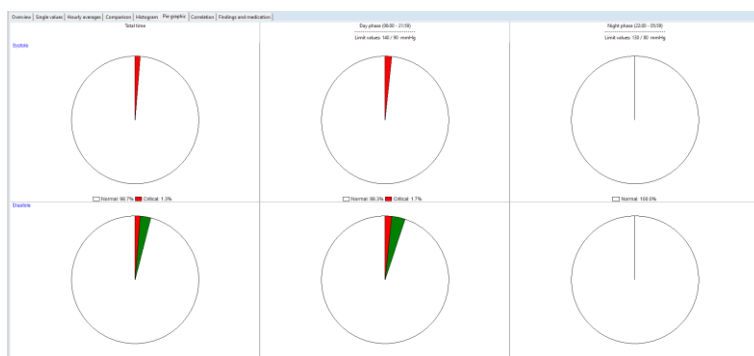 Overview Single values Hourly averages Comparison Histogram Pie graphic Correlation Findings and medication
Total time
Day phase (06:00 - 21:59)
Limit values: 140 / 90 mmHg
Night phase (22:00 - 05:59)
Limit values: 130 / 80 mmHg
Systole
Normal: 98.7% Critical: 1.3%
Normal: 98.3% Critical: 1.7%
Normal: 100.0%
Diastole